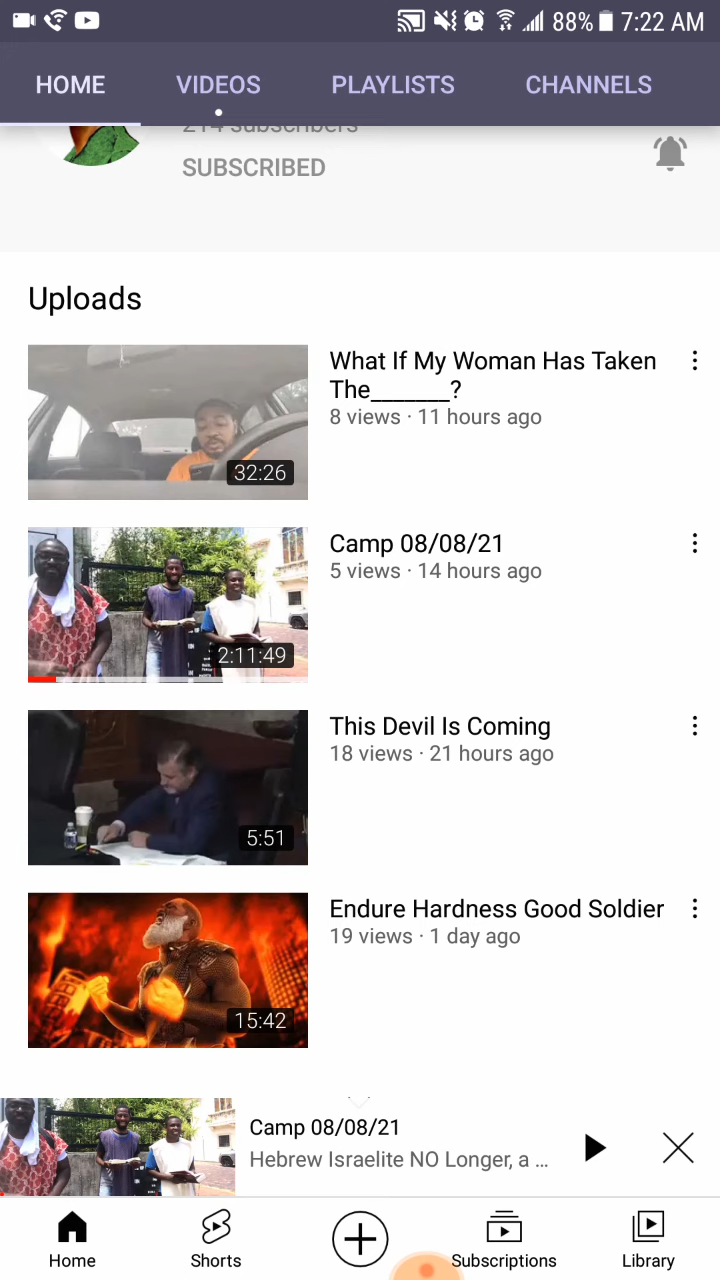 88% 7:22 AM
HOME VIDEOS PLAYLISTS CHANNELS
214 subscribers
SUBSCRIBED
Uploads
What If My Woman Has Taken
The_______?
8 views · 11 hours ago
32:26
Camp 08/08/21
5 views · 14 hours ago
2:11:49
This Devil Is Coming
18 views · 21 hours ago
5:51
Endure Hardness Good Soldier
19 views · 1 day ago
15:42
Camp 08/08/21
Hebrew Israelite NO Longer, a ...
Home Shorts Subscriptions Library